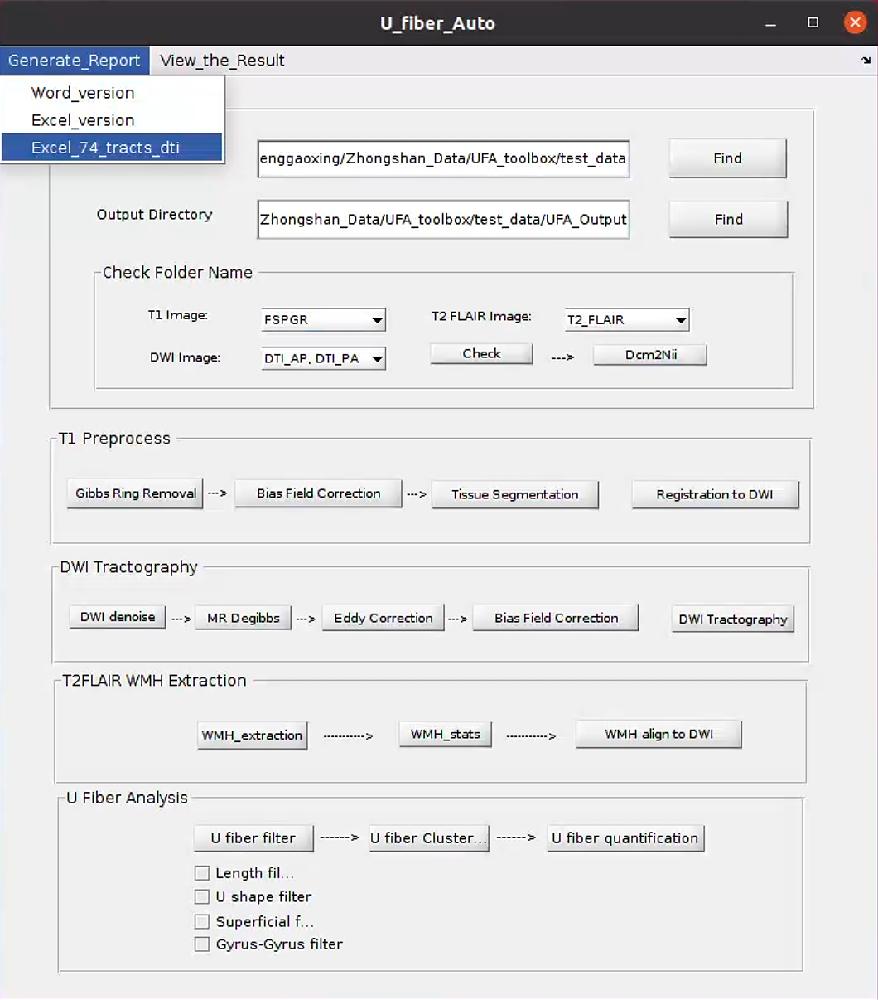 U_fiber_Auto
Generate_Report View_the_Result
Word_version
Excel_version
Excel_74_tracts_dti
enggaoxing/Zhongshan_Data/UFA_toolbox/test_data Find
Output Directory Zhongshan_Data/UFA_toolbox/test_data/UFA_Output Find
Check Folder Name
T1 Image: FSPGR T2 FLAIR Image: T2_FLAIR
DWI Image: DTI_AP, DTI_PA Check ---> Dcm2Nii
T1 Preprocess
Gibbs Ring Removal ---> Bias Field Correction ---> Tissue Segmentation Registration to DWI
DWI Tractography
DWI denoise ---> MR Degibbs ---> Eddy Correction ---> Bias Field Correction DWI Tractography
T2FLAIR WMH Extraction
WMH_extraction ----------> WMH_stats ----------> WMH align to DWI
U Fiber Analysis
U fiber filter ------> U fiber Cluster... ------> U fiber quantification
Length fil...
U shape filter
Superficial f...
Gyrus-Gyrus filter